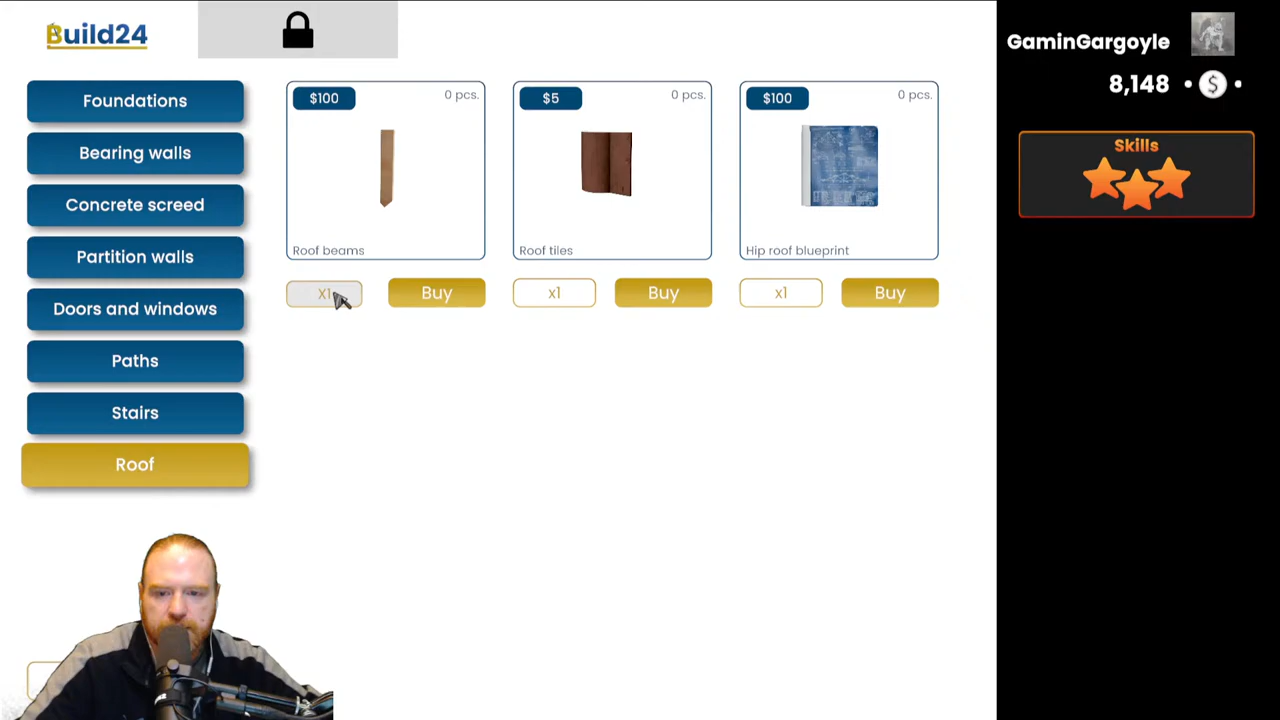 Build24
GaminGargoyle
8,148
Skills
Foundations
Bearing walls
Concrete screed
Partition walls
Doors and windows
Paths
Stairs
Roof
$100
0 pcs.
Roof beams
x1
Buy
$5
0 pcs.
Roof tiles
x1
Buy
$100
0 pcs.
Hip roof blueprint
x1
Buy